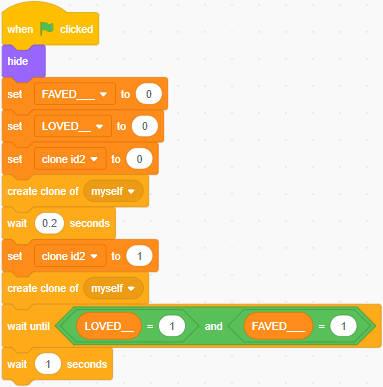 when clicked
hide
set FAVED___ to 0
set LOVED__ to 0
set clone id2 to 0
create clone of myself
wait 0.2 seconds
set clone id2 to 1
create clone of myself
wait until LOVED__ = 1 and FAVED___ = 1
wait 1 seconds